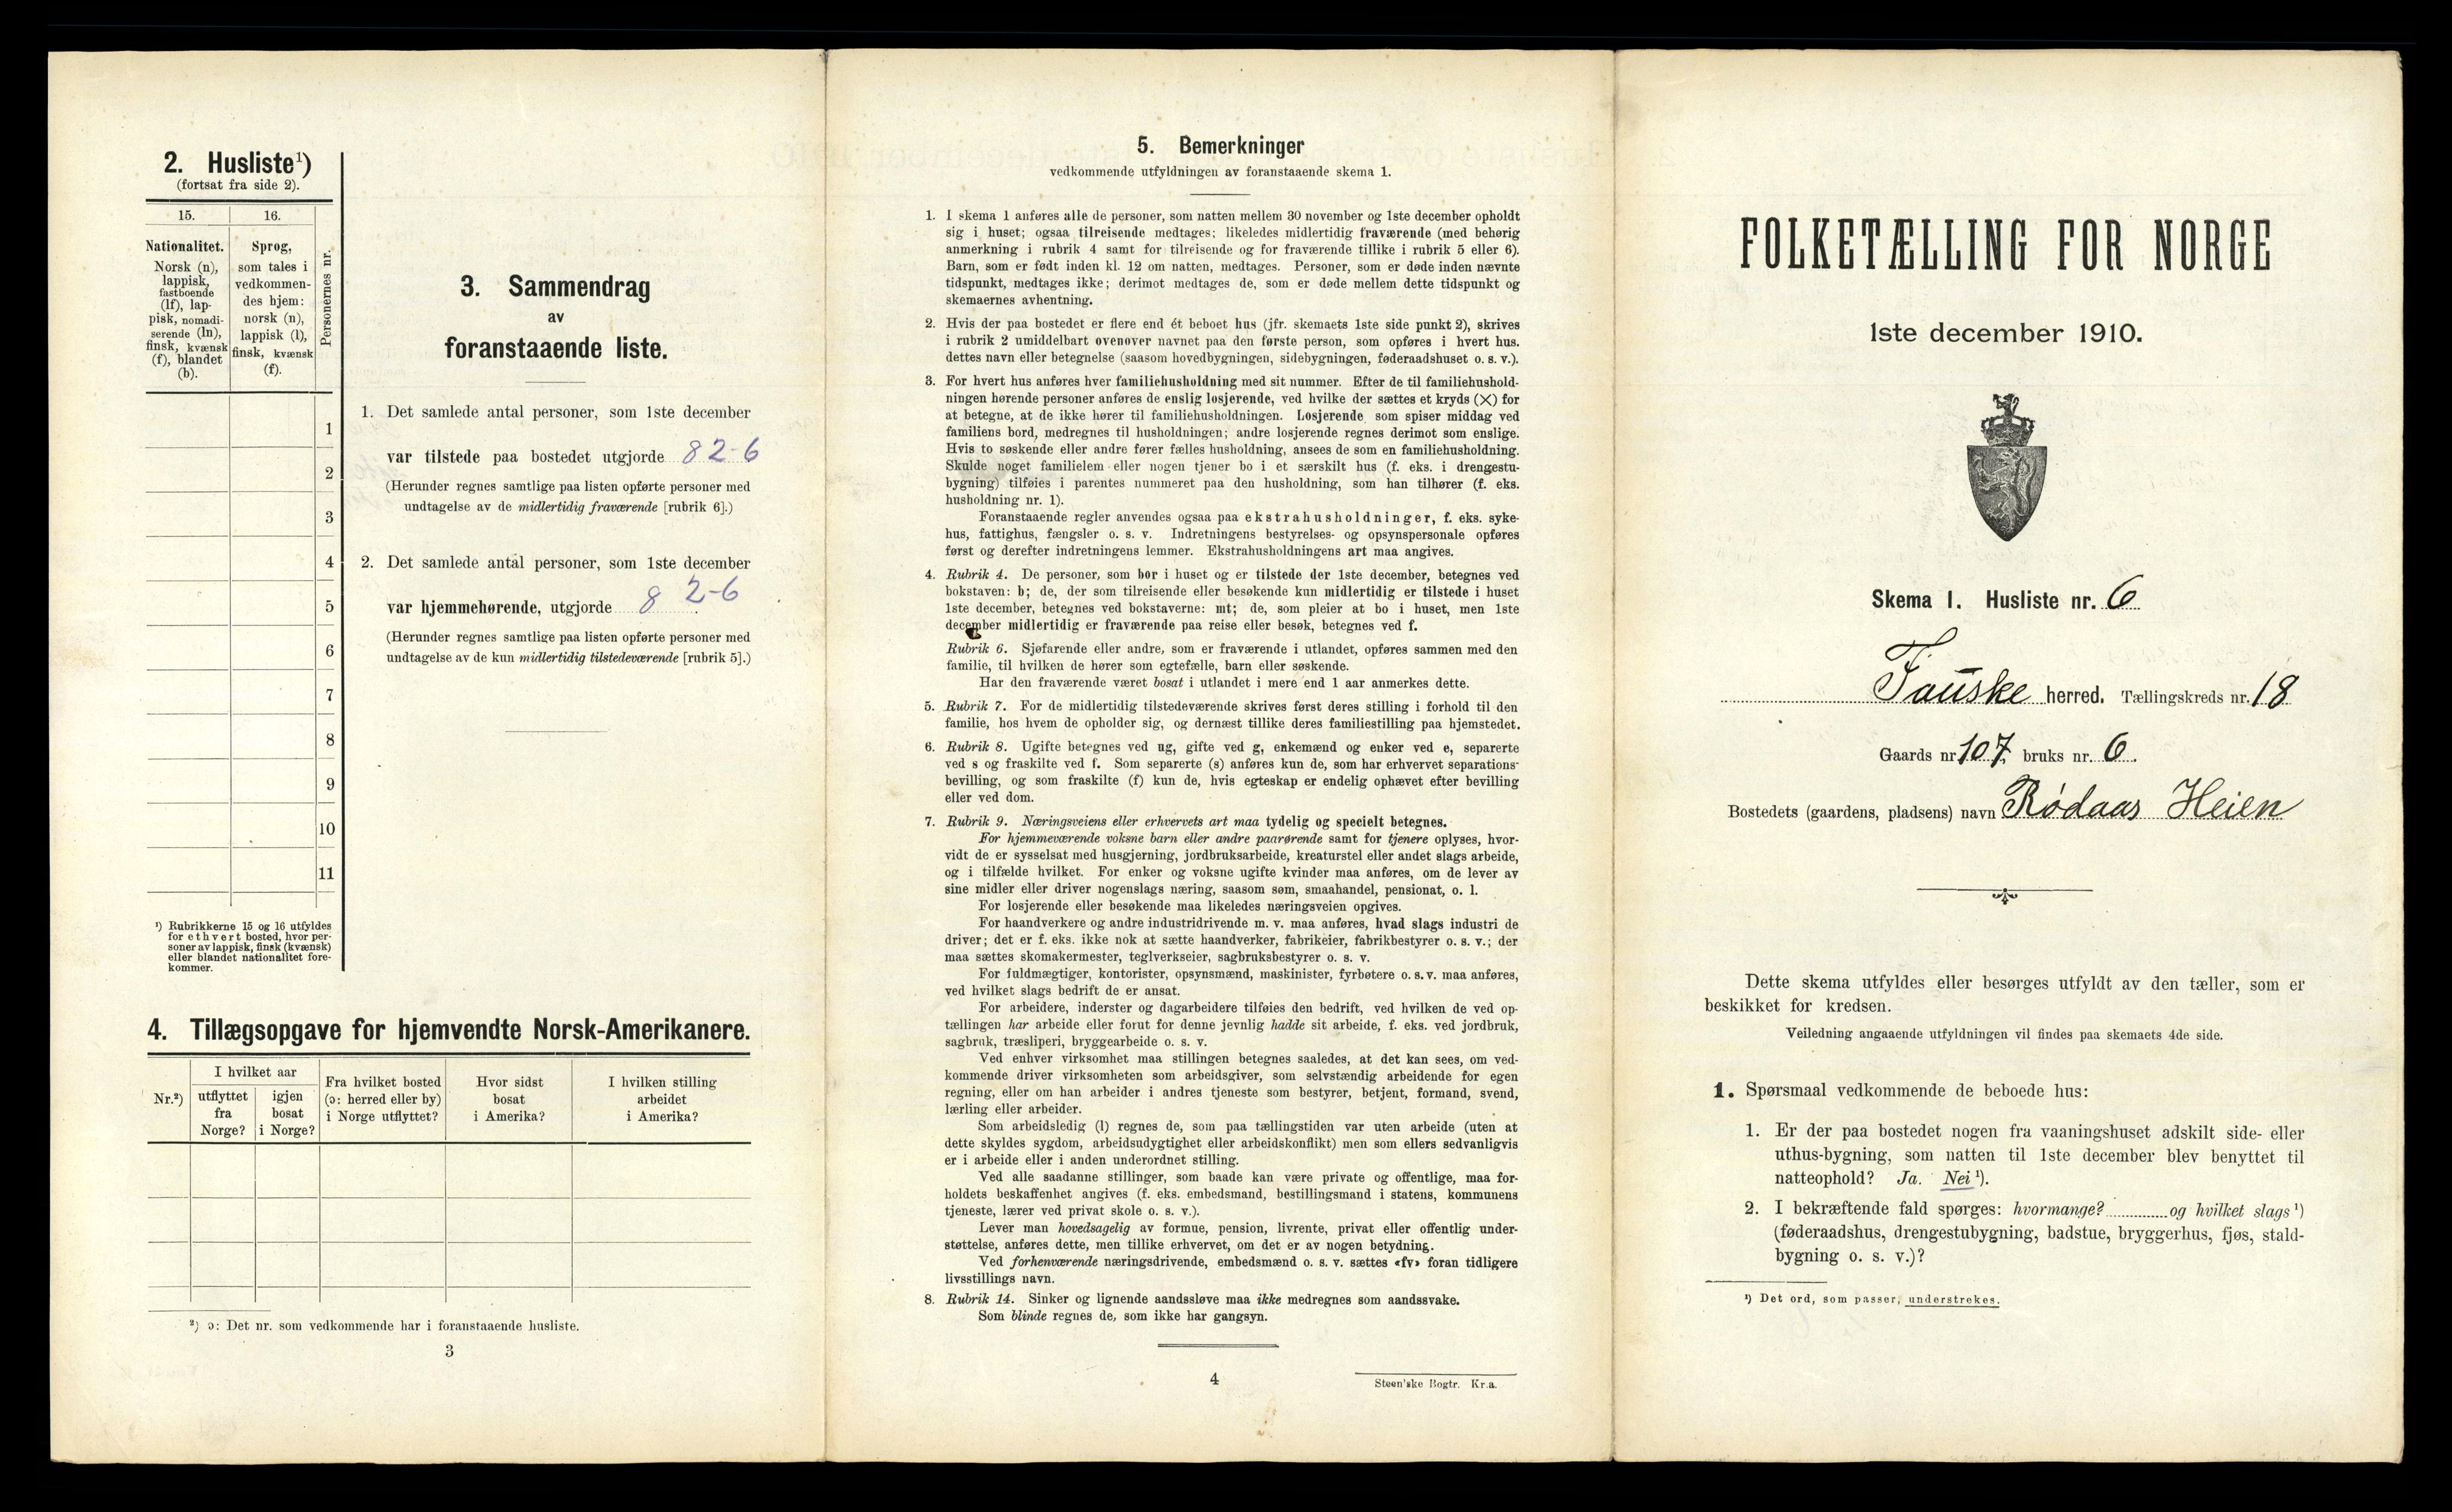 2. Husliste¹)
(fortsat fra side 2).
15.
16.
Personernes nr.
Nationalitet.
Norsk (n),
lappisk,
fastboende
(lf), lap-
pisk, nomadi-
serende (ln),
finsk, kvænsk
(f), blandet
(b).
Sprog,
som tales i
vedkommen-
des hjem:
norsk (n),
lappisk (l),
finsk, kvænsk
(f).
1
2
3
4
5
6
7
8
9
10
11
¹) Rubrikkerne 15 og 16 utfyldes
for ethvert bosted, hvor per-
soner av lappisk, finsk (kvænsk)
eller blandet nationalitet fore-
kommer.
3. Sammendrag
av
foranstaaende liste.
1. Det samlede antal personer, som 1ste december
var tilstede paa bostedet utgjorde 8 2-6
(Herunder regnes samtlige paa listen opførte personer med
undtagelse av de midlertidig fraværende [rubrik 6].)
2. Det samlede antal personer, som 1ste december
var hjemmehørende, utgjorde 8 2-6
(Herunder regnes samtlige paa listen opførte personer med
undtagelse av de kun midlertidig tilstedeværende [rubrik 5].)
4. Tillægsopgave for hjemvendte Norsk-Amerikanere.
Nr.²)
I hvilket aar
utflyttet
fra
Norge?
igjen
bosat
i Norge?
Fra hvilket bosted
(ɔ: herred eller by)
i Norge utflyttet?
Hvor sidst
bosat
i Amerika?
I hvilken stilling
arbeidet
i Amerika?
²) ɔ: Det nr. som vedkommende har i foranstaaende husliste.
3
5. Bemerkninger
vedkommende utfyldningen av foranstaaende skema 1.
1. I skema 1 anføres alle de personer, som natten mellem 30 november og 1ste december opholdt
sig i huset; ogsaa tilreisende medtages; likeledes midlertidig fraværende (med behørig
anmerkning i rubrik 4 samt for tilreisende og for fraværende tillike i rubrik 5 eller 6).
Barn, som er født inden kl. 12 om natten, medtages. Personer, som er døde inden nævnte
tidspunkt, medtages ikke; derimot medtages de, som er døde mellem dette tidspunkt og
skemaernes avhentning.
2. Hvis der paa bostedet er flere end ét beboet hus (jfr. skemaets 1ste side punkt 2), skrives
i rubrik 2 umiddelbart ovenover navnet paa den første person, som opføres i hvert hus.
dettes navn eller betegnelse (saasom hovedbygningen, sidebygningen, føderaadshuset o. s. v.).
3. For hvert hus anføres hver familiehusholdning med sit nummer. Efter de til familiehushold-
ningen hørende personer anføres de enslig losjerende, ved hvilke der sættes et kryds (×) for
at betegne, at de ikke hører til familiehusholdningen. Losjerende som spiser middag ved
familiens bord, medregnes til husholdningen; andre losjerende regnes derimot som enslige.
Hvis to søskende eller andre fører fælles husholdning, ansees de som en familiehusholdning.
Skulde noget familielem eller nogen tjener bo i et særskilt hus (f. eks. i drengestu-
bygning) tilføies i parentes nummeret paa den husholdning, som han tilhører (f. eks.
husholdning nr. 1).
Foranstaaende regler anvendes ogsaa paa ekstrahusholdninger, f. eks. syke-
hus, fattighus, fængsler o. s. v. Indretningens bestyrelses- og opsynspersonale opføres
først og derefter indretningens lemmer. Ekstrahusholdningens art maa angives.
4. Rubrik 4. De personer, som bor i huset og er tilstede der 1ste december, betegnes ved
bokstaven: b; de, der som tilreisende eller besøkende kun midlertidig er tilstede i huset
1ste december, betegnes ved bokstaverne: mt; de, som pleier at bo i huset, men 1ste
december midlertidig er fraværende paa reise eller besøk, betegnes ved f.
Rubrik 6. Sjøfarende eller andre, som er fraværende i utlandet, opføres sammen med den
familie, til hvilken de hører som egtefælle, barn eller søskende.
Har den fraværende været bosat i utlandet i mere end 1 aar anmerkes dette.
5. Rubrik 7. For de midlertidig tilstedeværende skrives først deres stilling i forhold til den
familie, hos hvem de opholder sig, og dernæst tillike deres familiestilling paa hjemstedet.
6. Rubrik 8. Ugifte betegnes ved ug, gifte ved g, enkemænd og enker ved e, separerte
ved s og fraskilte ved f. Som separerte (s) anføres kun de, som har erhvervet separations-
bevilling, og som fraskilte (f) kun de, hvis egteskap er endelig ophævet efter bevilling
eller ved dom.
7. Rubrik 9. Næringsveiens eller erhvervets art maa tydelig og specielt betegnes.
For hjemmeværende voksne barn eller andre paarørende samt for tjenere oplyses, hvor-
vidt de er sysselsat med husgjerning, jordbruksarbeide, kreaturstel eller andet slags arbeide,
og i tilfælde hvilket. For enker og voksne ugifte kvinder maa anføres, om de lever av
sine midler eller driver nogenslags næring, saasom søm, smaahandel, pensionat, o. l.
For losjerende eller besøkende maa likeledes næringsveien opgives.
For haandverkere og andre industridrivende m. v. maa anføres, hvad slags industri de
driver; det er f. eks. ikke nok at sætte haandverker, fabrikeier, fabrikbestyrer o. s. v.; der
maa sættes skomakermester, teglverkseier, sagbruksbestyrer o. s. v.
For fuldmægtiger, kontorister, opsynsmænd, maskinister, fyrbøtere o. s. v. maa anføres,
ved hvilket slags bedrift de er ansat.
For arbeidere, inderster og dagarbeidere tilføies den bedrift, ved hvilken de ved op-
tællingen har arbeide eller forut for denne jevnlig hadde sit arbeide, f. eks. ved jordbruk,
sagbruk, træsliperi, bryggearbeide o. s. v.
Ved enhver virksomhet maa stillingen betegnes saaledes, at det kan sees, om ved-
kommende driver virksomheten som arbeidsgiver, som selvstændig arbeidende for egen
regning, eller om han arbeider i andres tjeneste som bestyrer, betjent, formand, svend,
lærling eller arbeider.
Som arbeidsledig (l) regnes de, som paa tællingstiden var uten arbeide (uten at
dette skyldes sygdom, arbeidsudygtighet eller arbeidskonflikt) men som ellers sedvanligvis
er i arbeide eller i anden underordnet stilling.
Ved alle saadanne stillinger, som baade kan være private og offentlige, maa for-
holdets beskaffenhet angives (f. eks. embedsmand, bestillingsmand i statens, kommunens
tjeneste, lærer ved privat skole o. s. v.).
Lever man hovedsagelig av formue, pension, livrente, privat eller offentlig under-
støttelse, anføres dette, men tillike erhvervet, om det er av nogen betydning.
Ved forhenværende næringsdrivende, embedsmænd o. s. v. sættes «fv» foran tidligere
livsstillings navn.
8. Rubrik 14. Sinker og lignende aandssløve maa ikke medregnes som aandssvake.
Som blinde regnes de, som ikke har gangsyn.
4
Steen'ske Bogtr. Kr.a.
FOLKETÆLLING FOR NORGE
1ste december 1910.
Skema 1. Husliste nr. 6
Fauske herred. Tællingskreds nr. 18
Gaards nr. 107, bruks nr. 6.
Bostedets (gaardens, pladsens) navn Rødaas Heien
Dette skema utfyldes eller besørges utfyldt av den tæller, som er
beskikket for kredsen.
Veiledning angaaende utfyldningen vil findes paa skemaets 4de side.
1. Spørsmaal vedkommende de beboede hus:
1. Er der paa bostedet nogen fra vaaningshuset adskilt side- eller
uthus-bygning, som natten til 1ste december blev benyttet til
natteophold? Ja. Nei ¹).
2. I bekræftende fald spørges: hvormange? og hvilket slags ¹)
(føderaadshus, drengestubygning, badstue, bryggerhus, fjøs, stald-
bygning o. s. v.)?
¹) Det ord, som passer, understrekes.